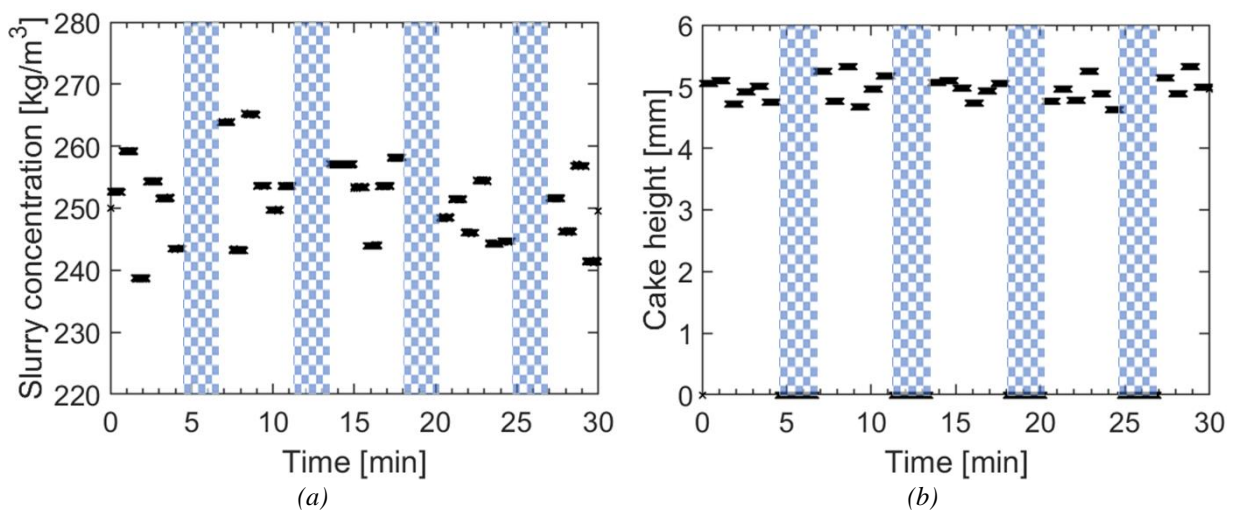 280
270
260
250
240
230
220
Slurry concentration [kg/m³]
0 5 10 15 20 25 30
Time [min]
(a)
6
5
4
3
2
1
0
Cake height [mm]
0 5 10 15 20 25 30
Time [min]
(b)